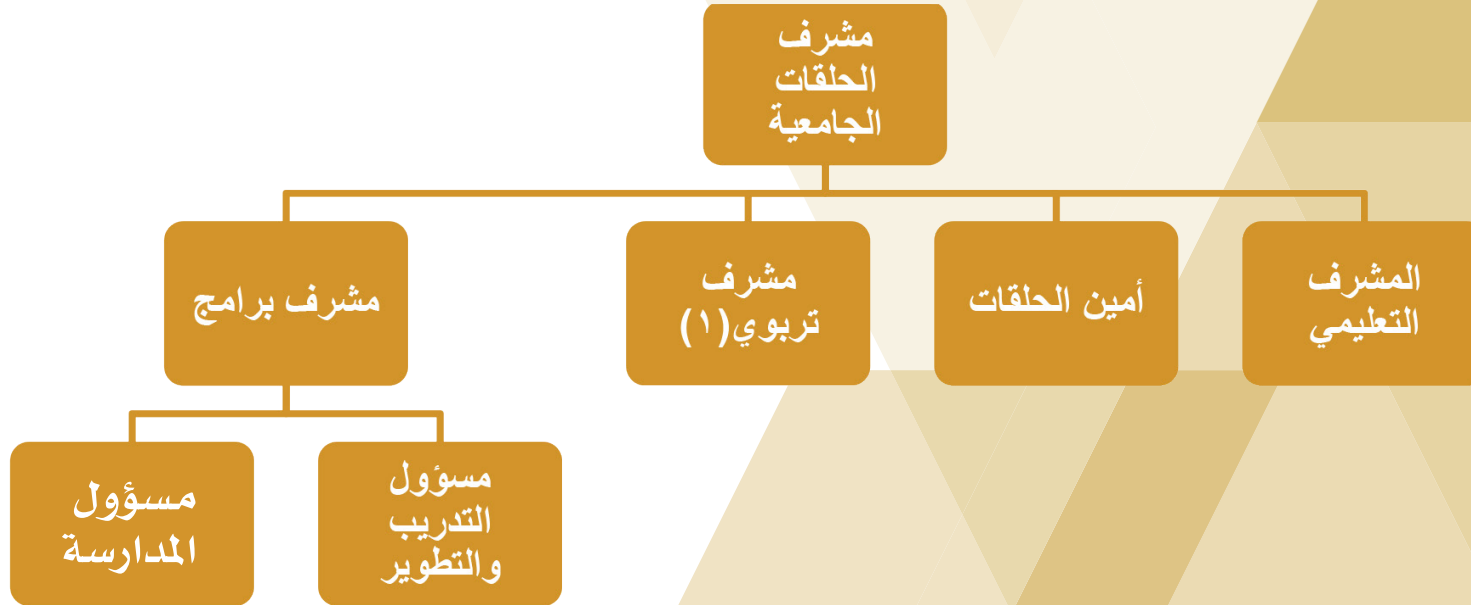 مشرف
الحلقات
الجامعية
المشرف
التعليمي
أمين الحلقات
مشرف
تربوي(١)
مشرف برامج
مسؤول
التدريب
والتطوير
مسؤول
المدارسة